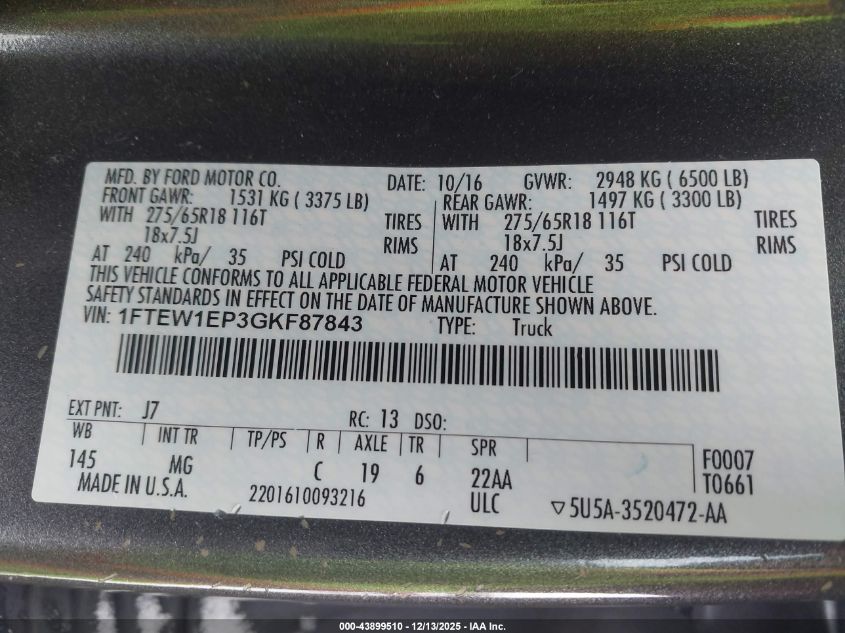 MFD. BY FORD MOTOR CO. DATE: 10/16 GVWR: 2948 KG ( 6500 LB)
FRONT GAWR: 1531 KG ( 3375 LB) REAR GAWR: 1497 KG ( 3300 LB)
WITH 275/65R18 116T TIRES WITH 275/65R18 116T TIRES
18x7.5J RIMS 18x7.5J RIMS
AT 240 kPa/ 35 PSI COLD AT 240 kPa/ 35 PSI COLD
THIS VEHICLE CONFORMS TO ALL APPLICABLE FEDERAL MOTOR VEHICLE
SAFETY STANDARDS IN EFFECT ON THE DATE OF MANUFACTURE SHOWN ABOVE.
VIN: 1FTEW1EP3GKF87843 TYPE: Truck
EXT PNT: J7 RC: 13 DSO:
WB INT TR TP/PS R AXLE TR SPR F0007
145 MG C 19 6 22AA T0661
MADE IN U.S.A. 2201610093216 ULC ▽5U5A-3520472-AA
000-43899510 - 12/13/2025 - IAA Inc.